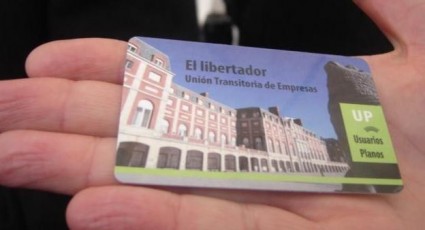 El libertador
Unión Transitoria de Empresas
UP
Usuarios
Planos